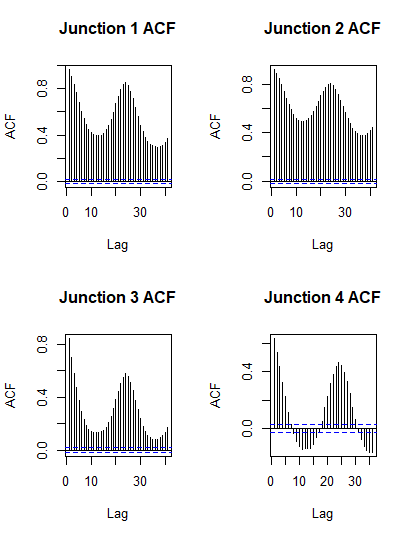 Junction 1 ACF
ACF
0.0 0.4 0.8
0 10 30
Lag
Junction 2 ACF
ACF
0.0 0.4 0.8
0 10 30
Lag
Junction 3 ACF
ACF
0.0 0.4 0.8
0 10 30
Lag
Junction 4 ACF
ACF
0.0 0.4
0 10 20 30
Lag